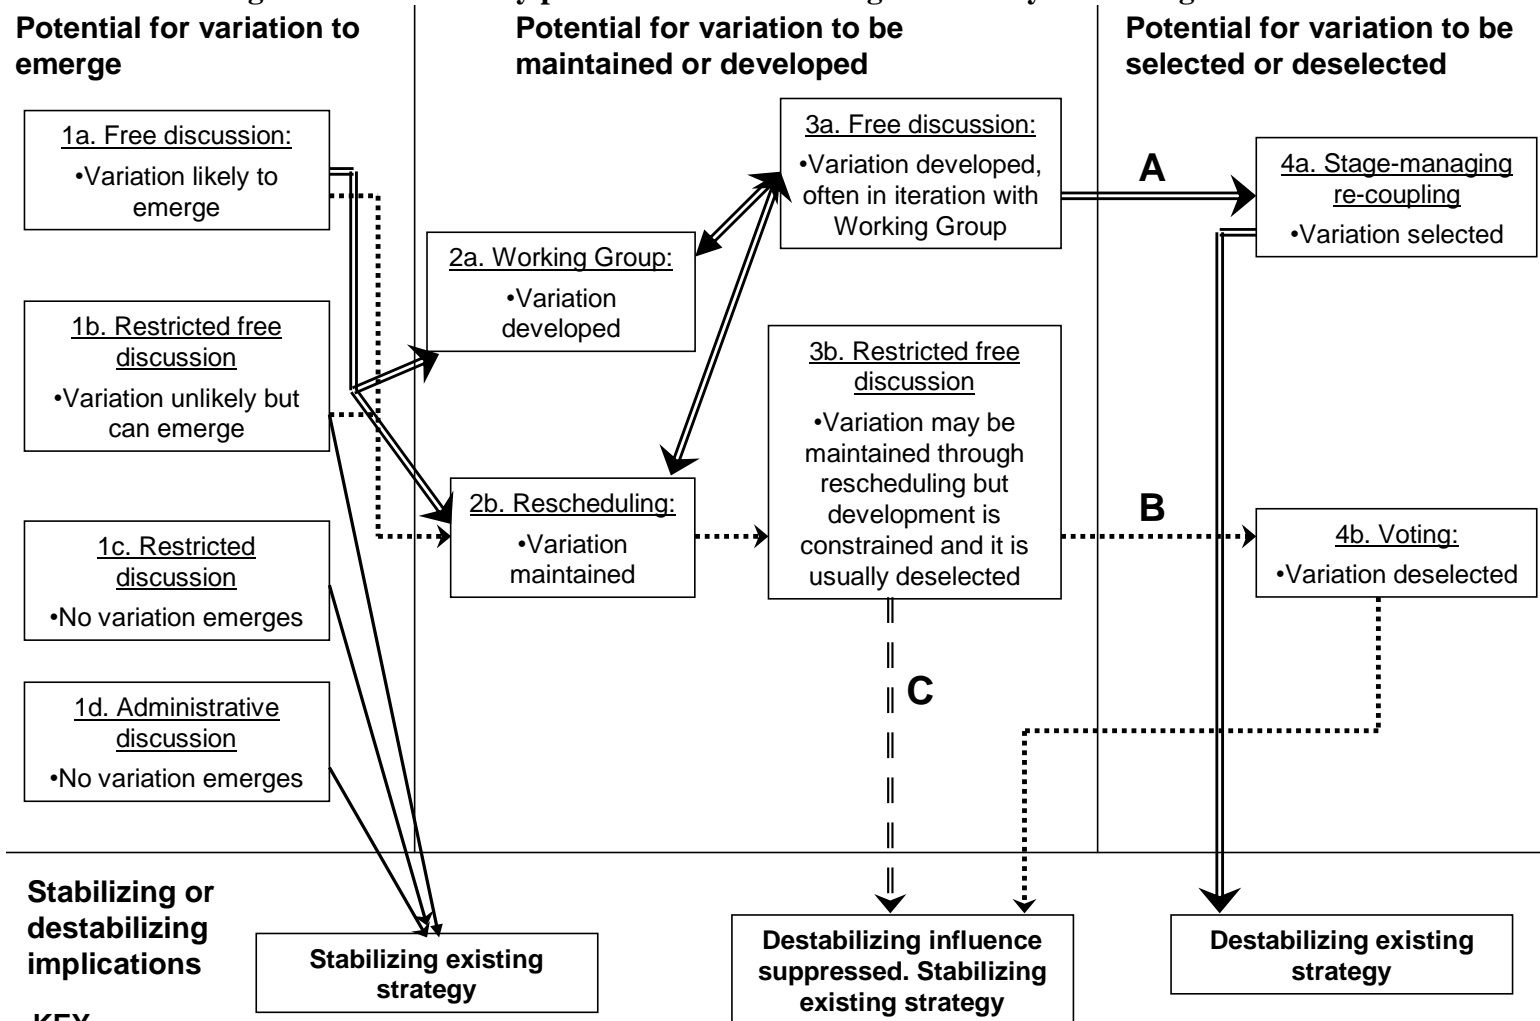 Potential for variation to
emerge
Potential for variation to be
maintained or developed
Potential for variation to be
selected or deselected
1a. Free discussion:
•Variation likely to
emerge
1b. Restricted free
discussion
•Variation unlikely but
can emerge
1c. Restricted
discussion
•No variation emerges
1d. Administrative
discussion
•No variation emerges
2a. Working Group:
•Variation
developed
2b. Rescheduling:
•Variation
maintained
3a. Free discussion:
•Variation developed,
often in iteration with
Working Group
3b. Restricted free
discussion
•Variation may be
maintained through
rescheduling but
development is
constrained and it is
usually deselected
A
B
C
4a. Stage-managing
re-coupling
•Variation selected
4b. Voting:
•Variation deselected
Stabilizing or
destabilizing
implications
Stabilizing existing
strategy
Destabilizing influence
suppressed. Stabilizing
existing strategy
Destabilizing existing
strategy
KEY